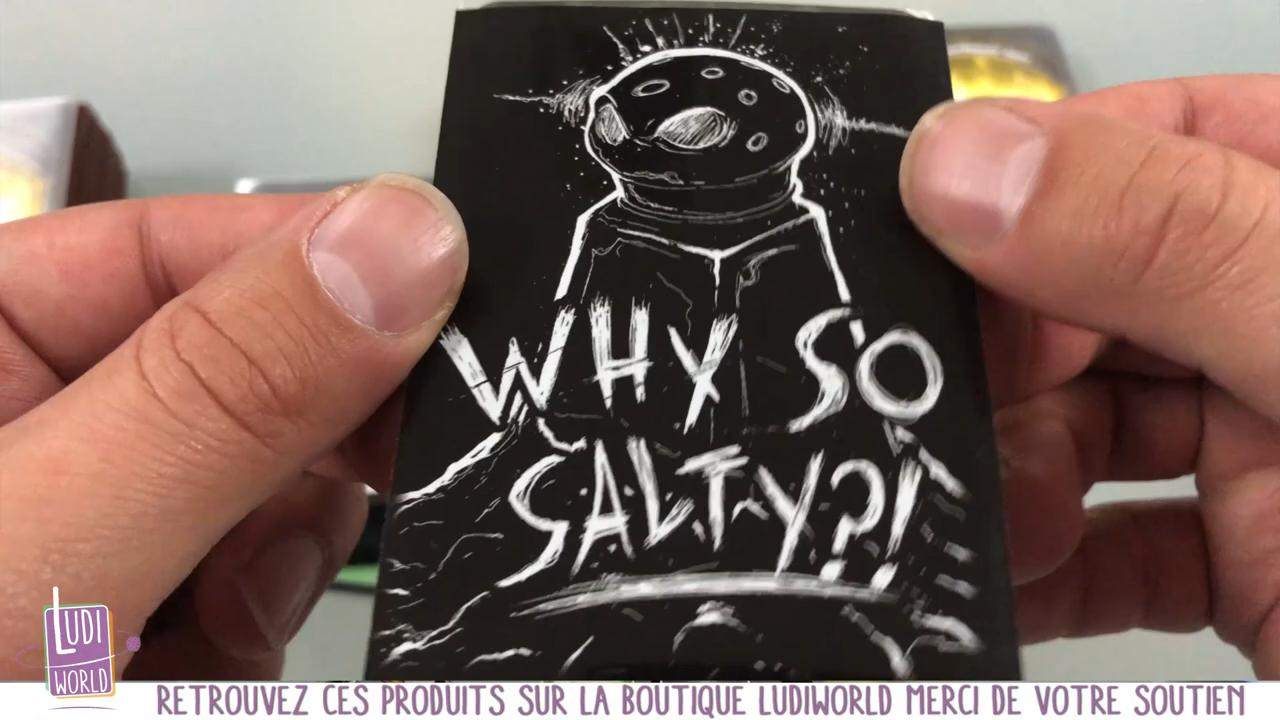 WHY SO
SALTY?!
LUDI
WORLD
RETROUVEZ CES PRODUITS SUR LA BOUTIQUE LUDIWORLD MERCI DE VOTRE SOUTIEN